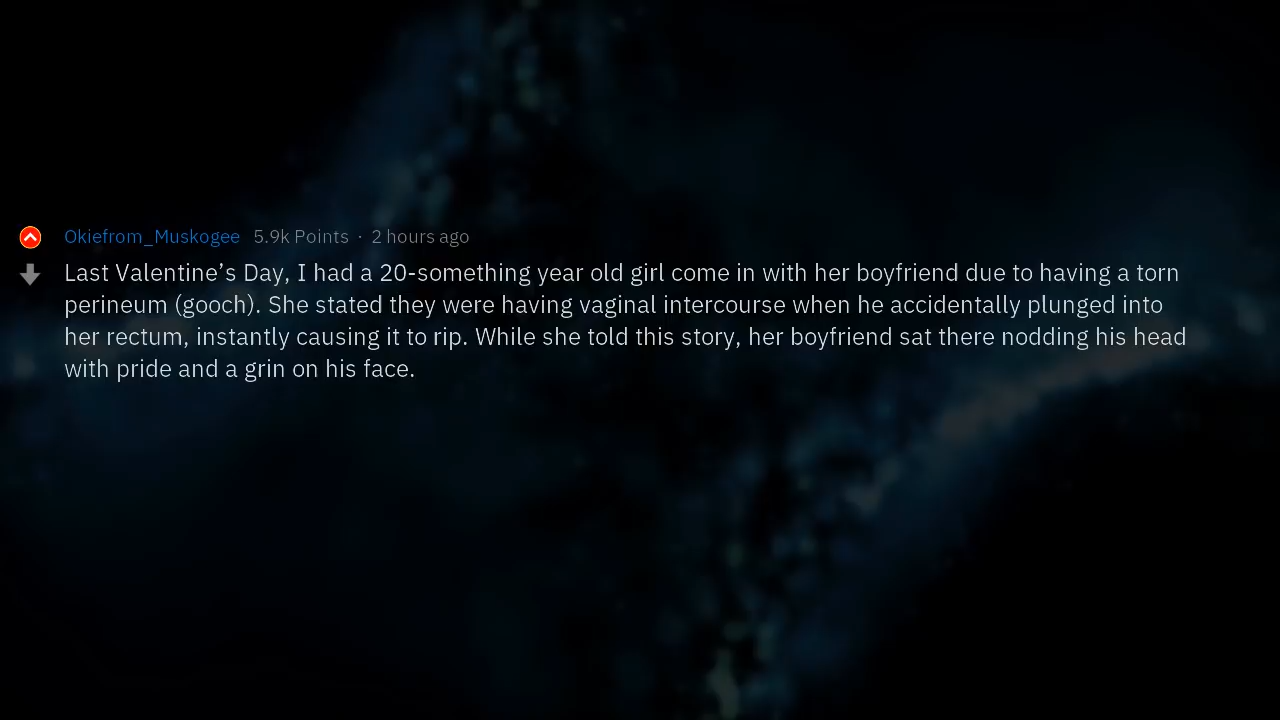 Okiefrom_Muskogee 5.9k Points · 2 hours ago
Last Valentine’s Day, I had a 20-something year old girl come in with her boyfriend due to having a torn
perineum (gooch). She stated they were having vaginal intercourse when he accidentally plunged into
her rectum, instantly causing it to rip. While she told this story, her boyfriend sat there nodding his head
with pride and a grin on his face.